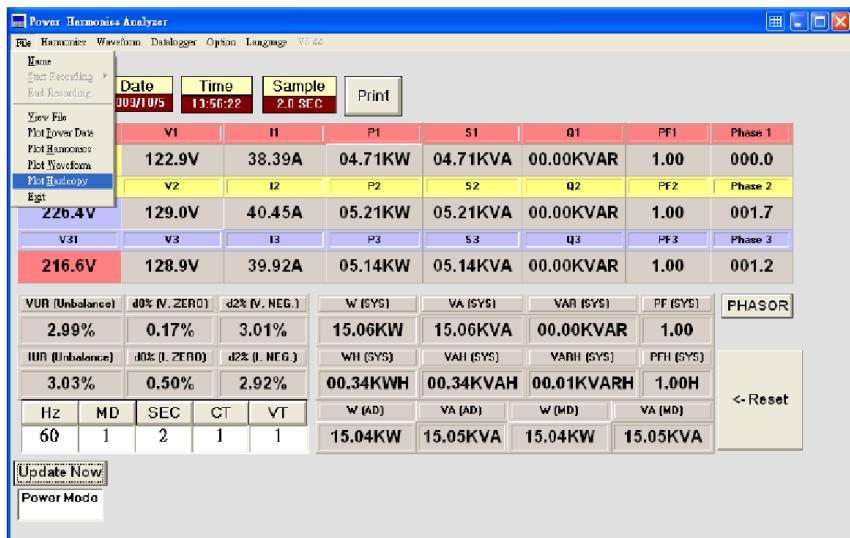 Power Harmonics Analyzer
File Harmonics Waveform Datalogger Option Language V6.44
Name
Start Recording
End Recording
View File
Plot Power Data
Plot Harmonics
Plot Waveform
Plot Hardcopy
Exit
Date Time Sample Print
009/10/5 13:56:22 2.0 SEC
V1 I1 P1 S1 Q1 PF1 Phase 1
122.9V 38.39A 04.71KW 04.71KVA 00.00KVAR 1.00 000.0
V2 I2 P2 S2 Q2 PF2 Phase 2
226.4V 129.0V 40.45A 05.21KW 05.21KVA 00.00KVAR 1.00 001.7
V31 V3 I3 P3 S3 Q3 PF3 Phase 3
216.6V 128.9V 39.92A 05.14KW 05.14KVA 00.00KVAR 1.00 001.2
VUR (Unbalance) d0% (V. ZERO) d2% (V. NEG.) W (SYS) VA (SYS) VAR (SYS) PF (SYS) PHASOR
2.99% 0.17% 3.01% 15.06KW 15.06KVA 00.00KVAR 1.00
IUR (Unbalance) d0% (I. ZERO) d2% (I. NEG.) WH (SYS) VAH (SYS) VARH (SYS) PFH (SYS)
3.03% 0.50% 2.92% 00.34KWH 00.34KVAH 00.01KVARH 1.00H
<- Reset
Hz MD SEC CT VT W (AD) VA (AD) W (MD) VA (MD)
60 1 2 1 1 15.04KW 15.05KVA 15.04KW 15.05KVA
Update Now
Power Mode